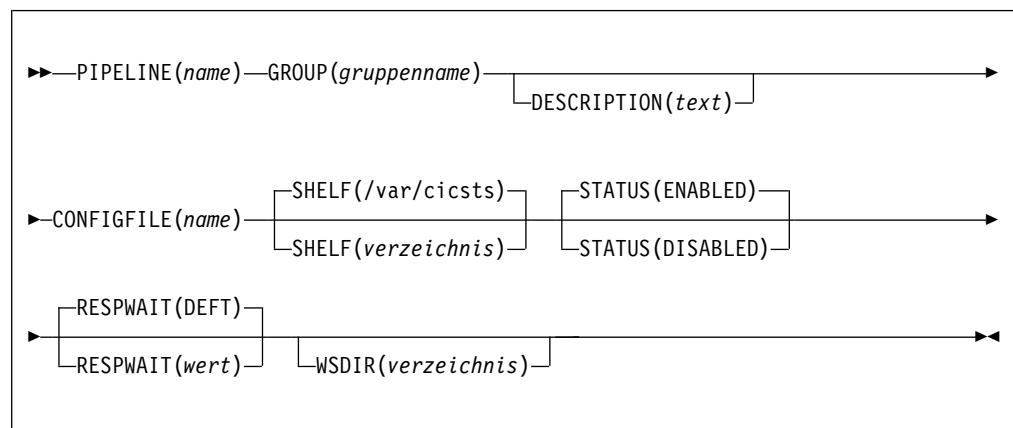 PIPELINE(name) GROUP(gruppenname)
DESCRIPTION(text)
SHELF(/var/cicsts) STATUS(ENABLED)
CONFIGFILE(name)
SHELF(verzeichnis) STATUS(DISABLED)
RESPWAIT(DEFT)
RESPWAIT(wert) WSDIR(verzeichnis)